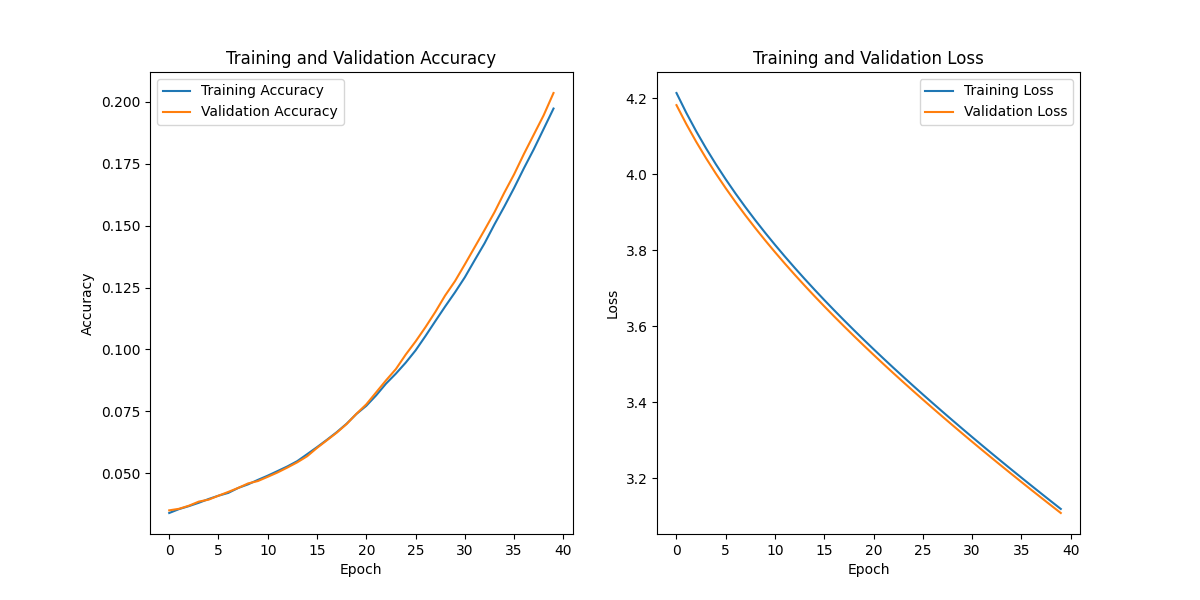 Training and Validation Accuracy
Training Accuracy
Validation Accuracy
0.200
0.175
0.150
0.125
0.100
0.075
0.050
Accuracy
0 5 10 15 20 25 30 35 40
Epoch
Training and Validation Loss
Training Loss
Validation Loss
4.2
4.0
3.8
3.6
3.4
3.2
Loss
0 5 10 15 20 25 30 35 40
Epoch